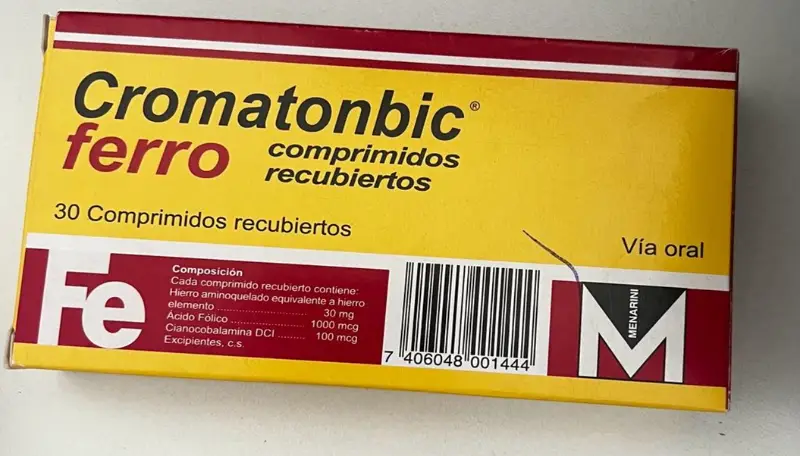 Cromatonbic®
ferro comprimidos
recubiertos
30 Comprimidos recubiertos
Vía oral
Fe
Composición
Cada comprimido recubierto contiene:
Hierro aminoquelado equivalente a hierro
elemento ........................ 30 mg
Ácido Fólico ........................ 1000 mcg
Cianocobalamina DCI ........ 100 mcg
Excipientes, c.s.
7 406048 001444
MENARINI
M